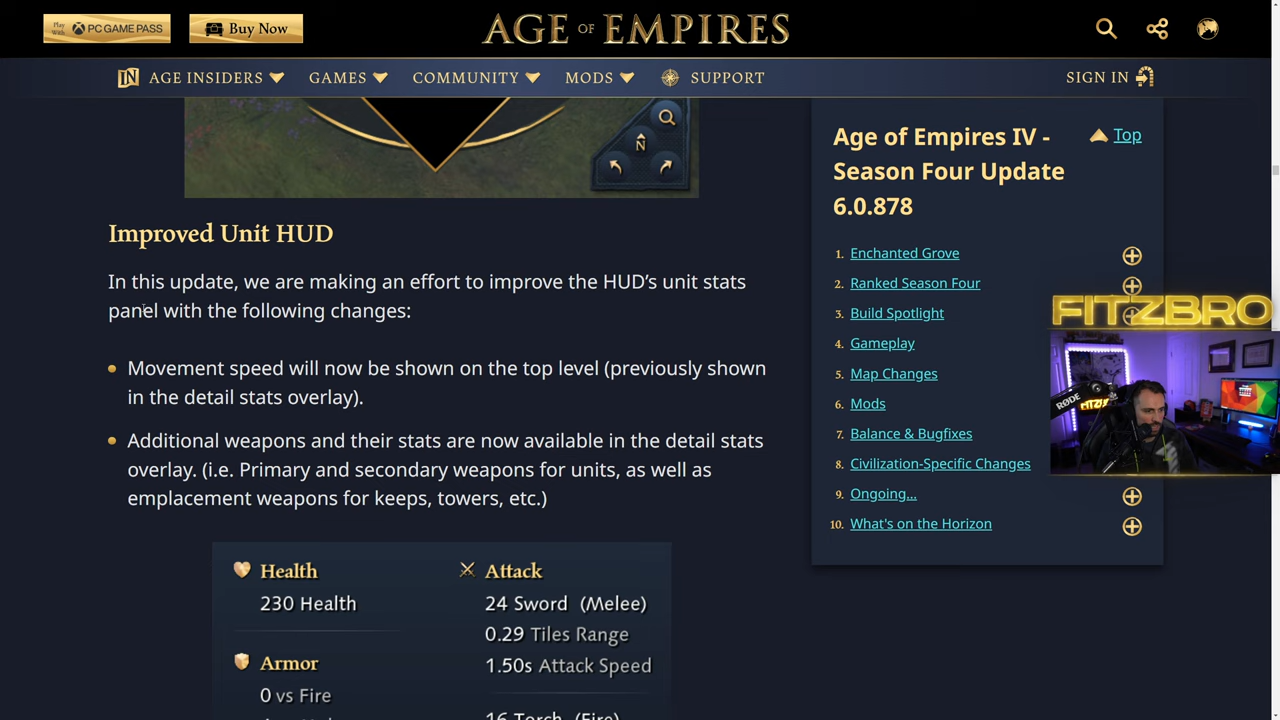 Play With PC GAME PASS
Buy Now
AGE OF EMPIRES
IN AGE INSIDERS
GAMES
COMMUNITY
MODS
SUPPORT
SIGN IN
N
Improved Unit HUD
In this update, we are making an effort to improve the HUD's unit stats
panel with the following changes:
Movement speed will now be shown on the top level (previously shown
in the detail stats overlay).
Additional weapons and their stats are now available in the detail stats
overlay. (i.e. Primary and secondary weapons for units, as well as
emplacement weapons for keeps, towers, etc.)
Health
230 Health
Armor
0 vs Fire
Attack
24 Sword (Melee)
0.29 Tiles Range
1.50s Attack Speed
16 Torch (Fire)
Age of Empires IV -
Season Four Update
6.0.878
Top
1. Enchanted Grove
2. Ranked Season Four
3. Build Spotlight
4. Gameplay
5. Map Changes
6. Mods
7. Balance & Bugfixes
8. Civilization-Specific Changes
9. Ongoing...
10. What's on the Horizon
FITZBRO
RØDE